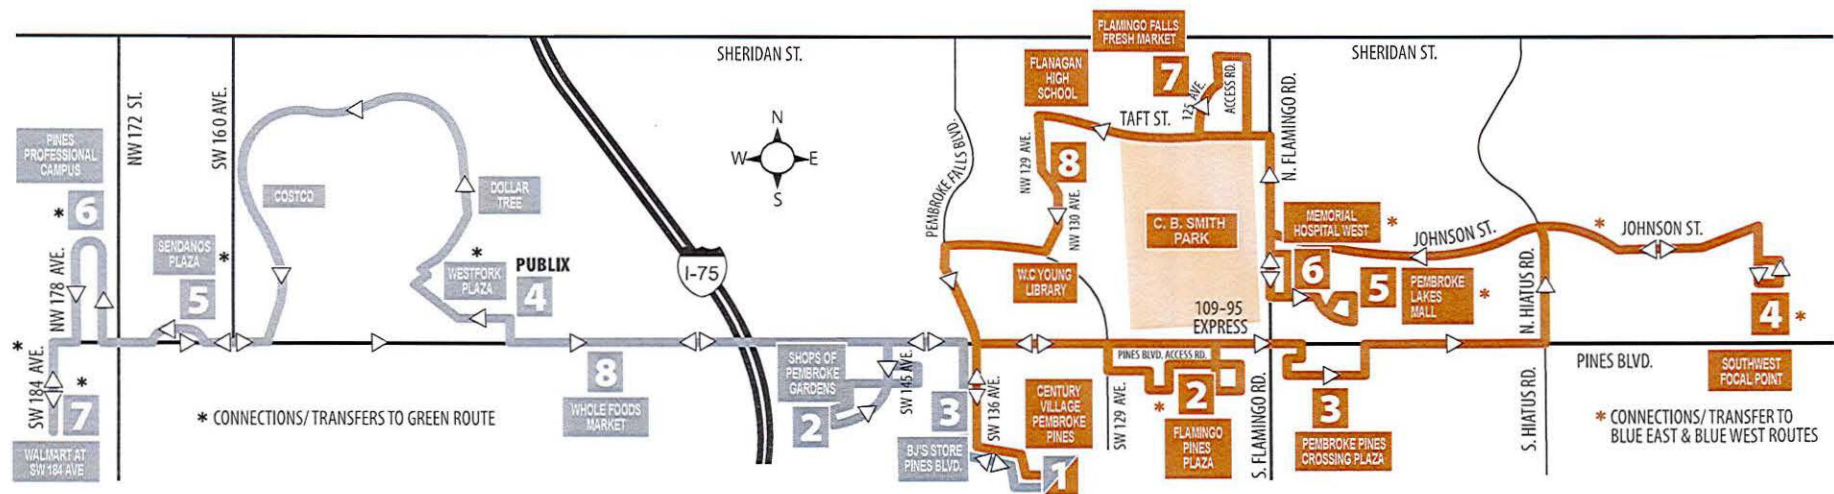 SHERIDAN ST.
SHERIDAN ST.
FLAMINGO FALLS
FRESH MARKET
7
FLANAGAN
HIGH
SCHOOL
125 AVE.
ACCESS RD.
N. FLAMINGO RD.
TAFT ST.
NW 172 ST.
SW 160 AVE.
PINES
PROFESSIONAL
CAMPUS
* 6
COSTCO
DOLLAR
TREE
N
W
E
S
PEMBROKE FALLS BLVD.
NW 129 AVE.
8
NW 130 AVE.
C. B. SMITH
PARK
MEMORIAL
HOSPITAL WEST *
JOHNSON ST.
*
JOHNSON ST.
NW 178 AVE.
SENDANOS
PLAZA *
5
*
WESTFORK
PLAZA
PUBLIX
4
I-75
W.C YOUNG
LIBRARY
6
5
PEMBROKE
LAKES
MALL
*
N. HIATUS RD.
4 *
109-95
EXPRESS
*
SW 184 AVE.
*
7
WALMART AT
SW 184 AVE
* CONNECTIONS/ TRANSFERS TO GREEN ROUTE
8
WHOLE FOODS
MARKET
SHOPS OF
PEMBROKE
GARDENS
2
SW 145 AVE.
3
BJ'S STORE
PINES BLVD.
SW 136 AVE.
CENTURY
VILLAGE
PEMBROKE
PINES
1
PINES BLVD. ACCESS RD.
SW 129 AVE.
* 2
FLAMINGO
PINES
PLAZA
S. FLAMINGO RD.
3
PEMBROKE PINES
CROSSING PLAZA
S. HIATUS RD.
PINES BLVD.
SOUTHWEST
FOCAL POINT
* CONNECTIONS/ TRANSFER TO
BLUE EAST & BLUE WEST ROUTES